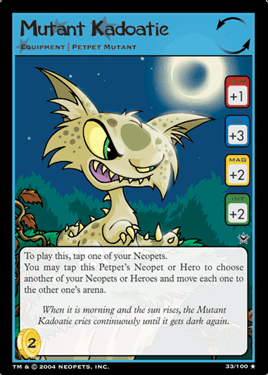 Mutant Kadoatie
Equipment | Petpet Mutant
+1
+3
MAG
+2
INT
+2
To play this, tap one of your Neopets.
You may tap this Petpet's Neopet or Hero to choose
another of your Neopets or Heroes and move each one
to the other one's arena.
When it is morning and the sun rises, the Mutant
Kadoatie cries continuously until it gets dark again.
2
TM & © 2004 NEOPETS, INC.
33/100 ★